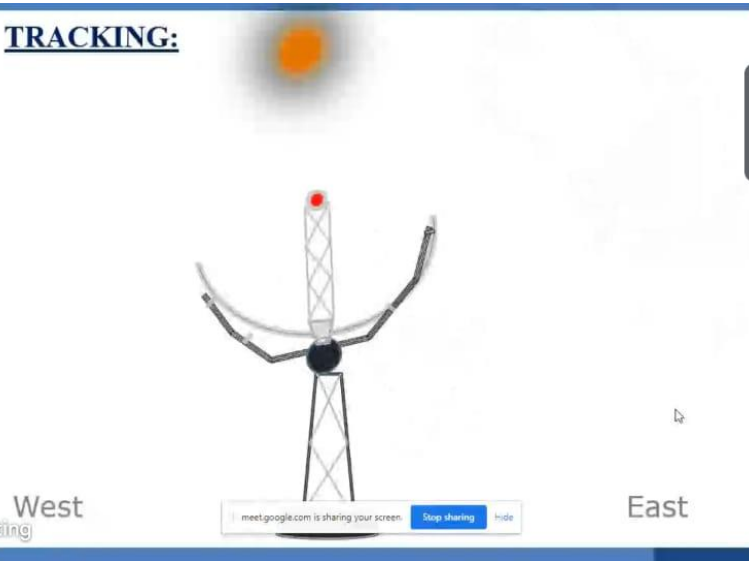 TRACKING:
West
East
meet.google.com is sharing your screen.
Stop sharing
Hide